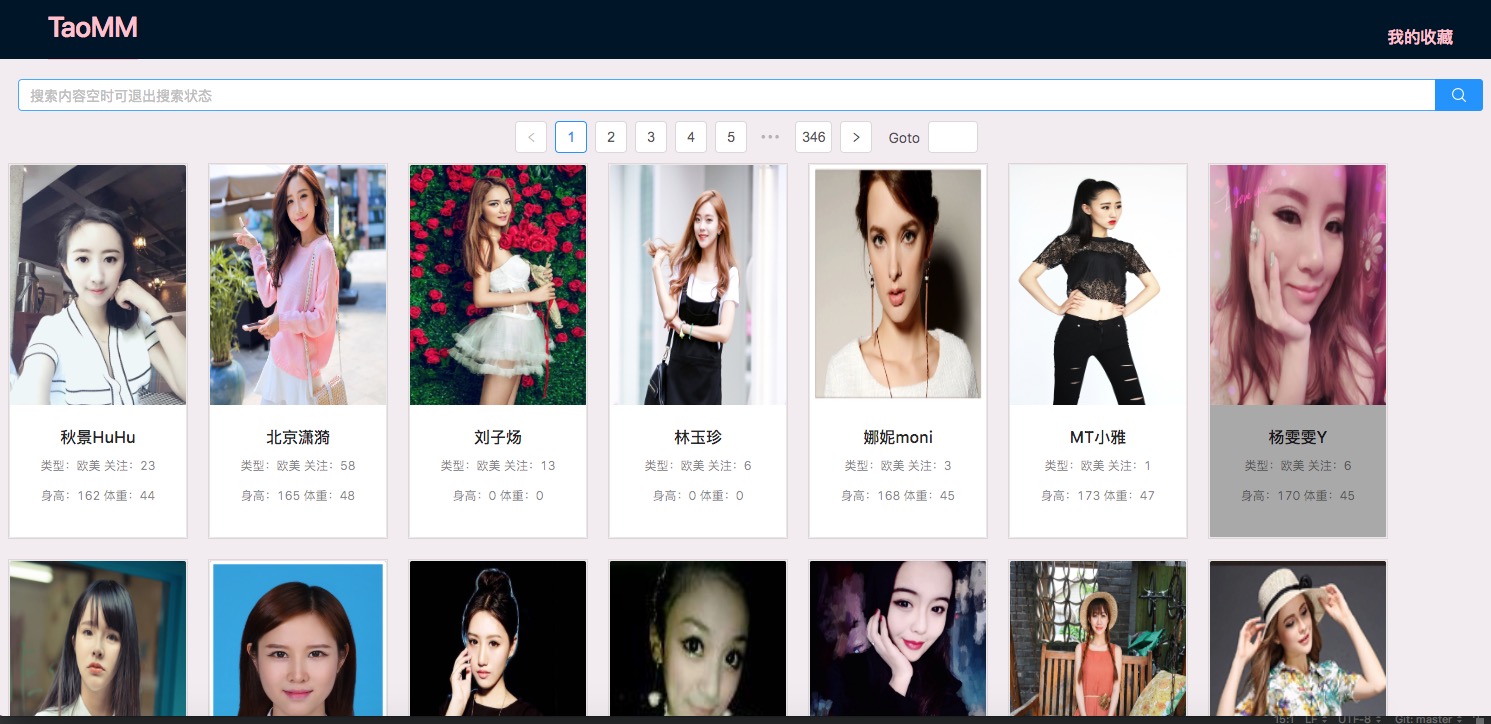 TaoMM
我的收藏
搜索内容空时可退出搜索状态
< 1 2 3 4 5 ••• 346 > Goto
秋景HuHu
类型：欧美 关注：23
身高：162 体重：44
北京潇漪
类型：欧美 关注：58
身高：165 体重：48
刘子炀
类型：欧美 关注：13
身高：0 体重：0
林玉珍
类型：欧美 关注：6
身高：0 体重：0
娜妮moni
类型：欧美 关注：3
身高：168 体重：45
MT小雅
类型：欧美 关注：1
身高：173 体重：47
杨雯雯Y
类型：欧美 关注：6
身高：170 体重：45
15:1 LF UTF-8 Git: master